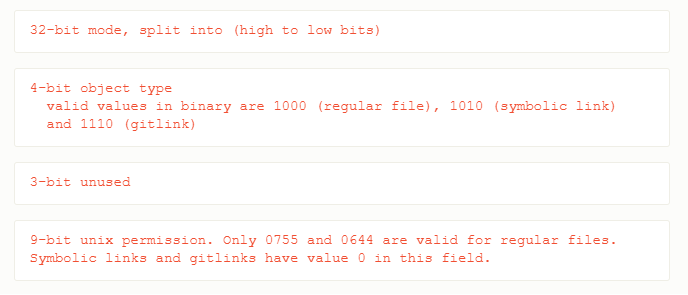 32-bit mode, split into (high to low bits)
4-bit object type
valid values in binary are 1000 (regular file), 1010 (symbolic link)
and 1110 (gitlink)
3-bit unused
9-bit unix permission. Only 0755 and 0644 are valid for regular files.
Symbolic links and gitlinks have value 0 in this field.